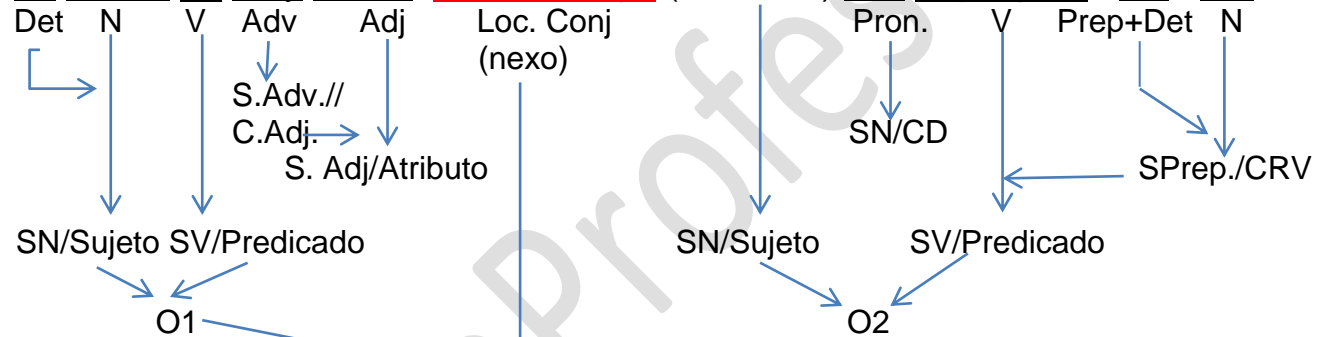 Det N V Adv Adj Loc. Conj Pron. V Prep+Det N
(nexo)
S.Adv.//
C.Adj. SN/CD
S. Adj/Atributo SPrep./CRV
SN/Sujeto SV/Predicado SN/Sujeto SV/Predicado
O1 O2